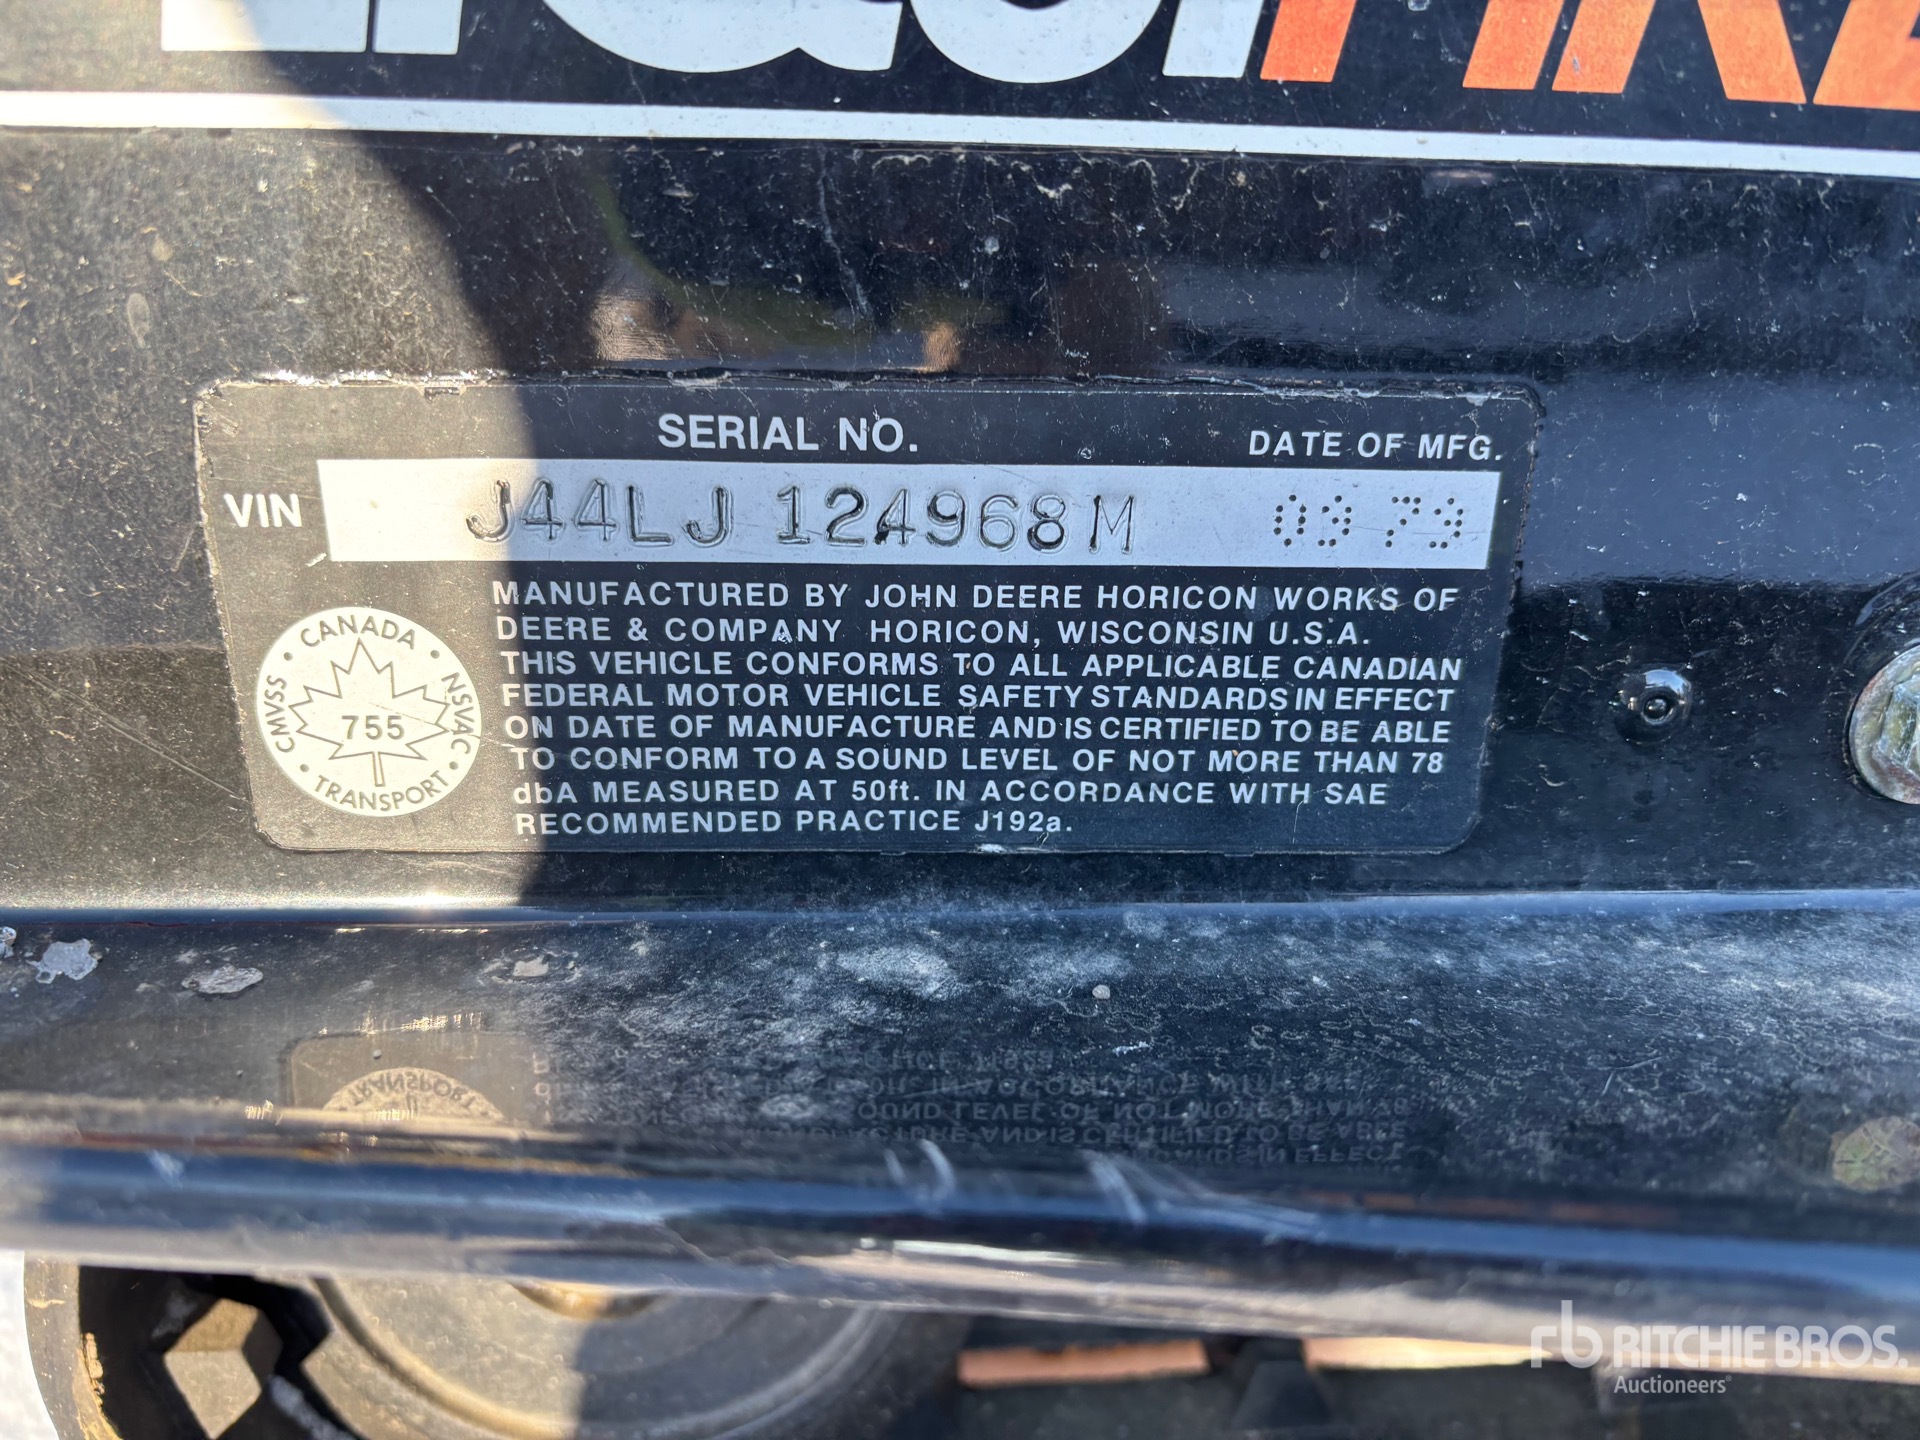 SERIAL NO.
DATE OF MFG.
VIN
J44LJ 124968M 03 79
MANUFACTURED BY JOHN DEERE HORICON WORKS OF
DEERE & COMPANY HORICON, WISCONSIN U.S.A.
THIS VEHICLE CONFORMS TO ALL APPLICABLE CANADIAN
FEDERAL MOTOR VEHICLE SAFETY STANDARDS IN EFFECT
ON DATE OF MANUFACTURE AND IS CERTIFIED TO BE ABLE
TO CONFORM TO A SOUND LEVEL OF NOT MORE THAN 78
dbA MEASURED AT 50ft. IN ACCORDANCE WITH SAE
RECOMMENDED PRACTICE J192a.
CANADA
CMVSS • NSVAC
755
TRANSPORT
rb RITCHIE BROS.
Auctioneers